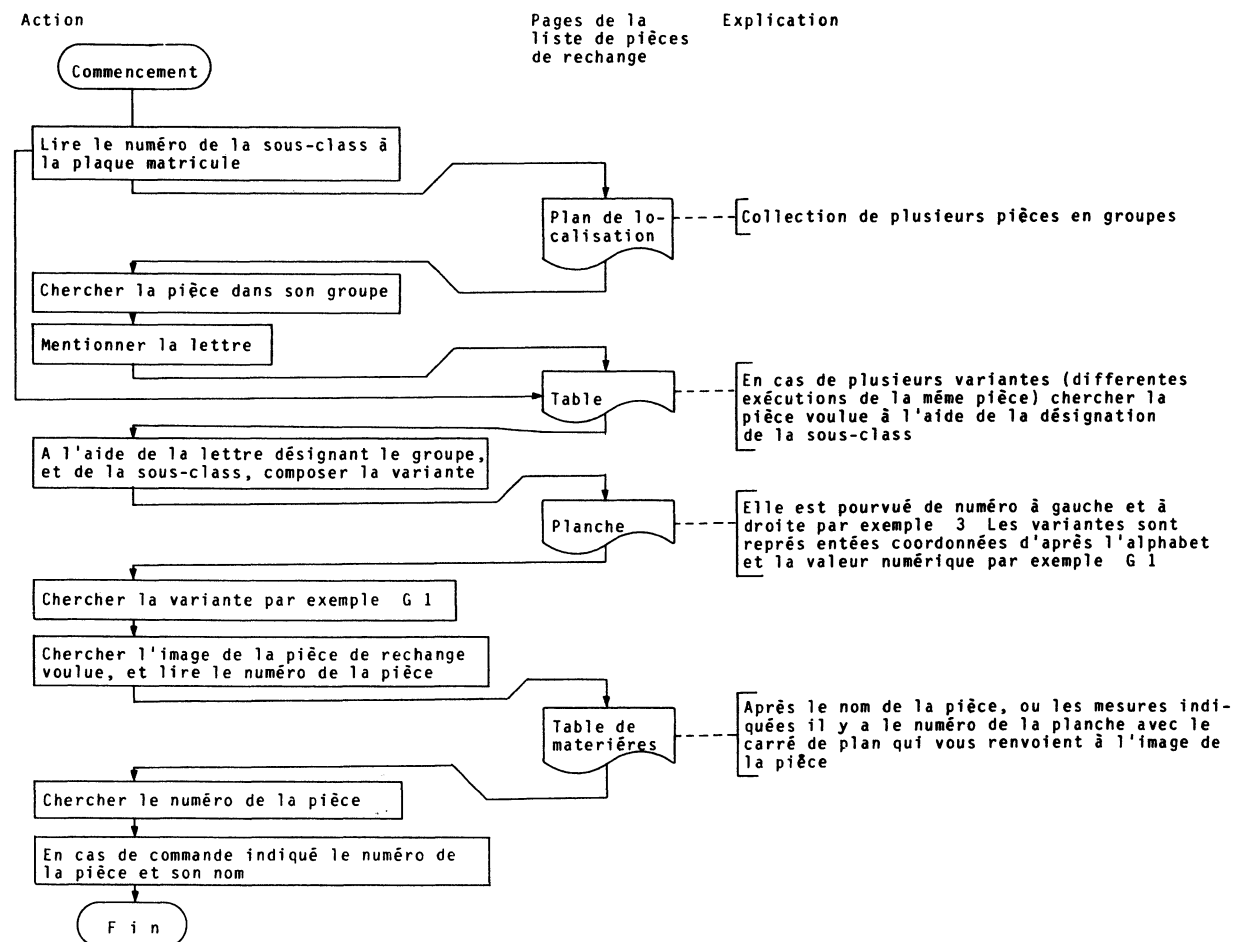 Action
Pages de la
liste de pièces
de rechange
Explication
Commencement
Lire le numéro de la sous-class à
la plaque matricule
Plan de lo-
calisation
Collection de plusieurs pièces en groupes
Chercher la pièce dans son groupe
Mentionner la lettre
Table
En cas de plusieurs variantes (differentes
exécutions de la méme pièce) chercher la
pièce voulue à l'aide de la désignation
de la sous-class
A l'aide de la lettre désignant le groupe,
et de la sous-class, composer la variante
Planche
Elle est pourvué de numéro à gauche et à
droite par exemple 3 Les variantes sont
représ entées coordonnées d'après l'alphabet
et la valeur numérique par exemple G 1
Chercher la variante par exemple G 1
Chercher l'image de la pièce de rechange
voulue, et lire le numéro de la pièce
Table de
materiéres
Après le nom de la pièce, ou les mesures indi-
quées il y a le numéro de la planche avec le
carré de plan qui vous renvoient à l'image de
la pièce
Chercher le numéro de la pièce
En cas de commande indiqué le numéro de
la pièce et son nom
F i n